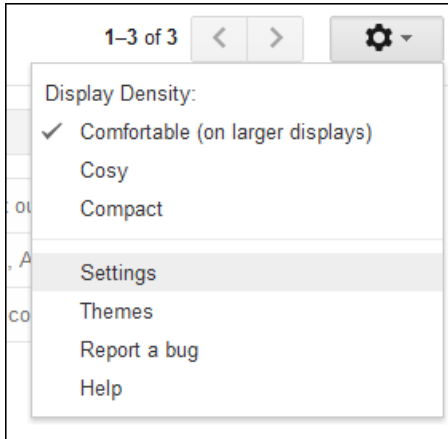 1–3 of 3
Display Density:
Comfortable (on larger displays)
Cosy
Compact
Settings
Themes
Report a bug
Help